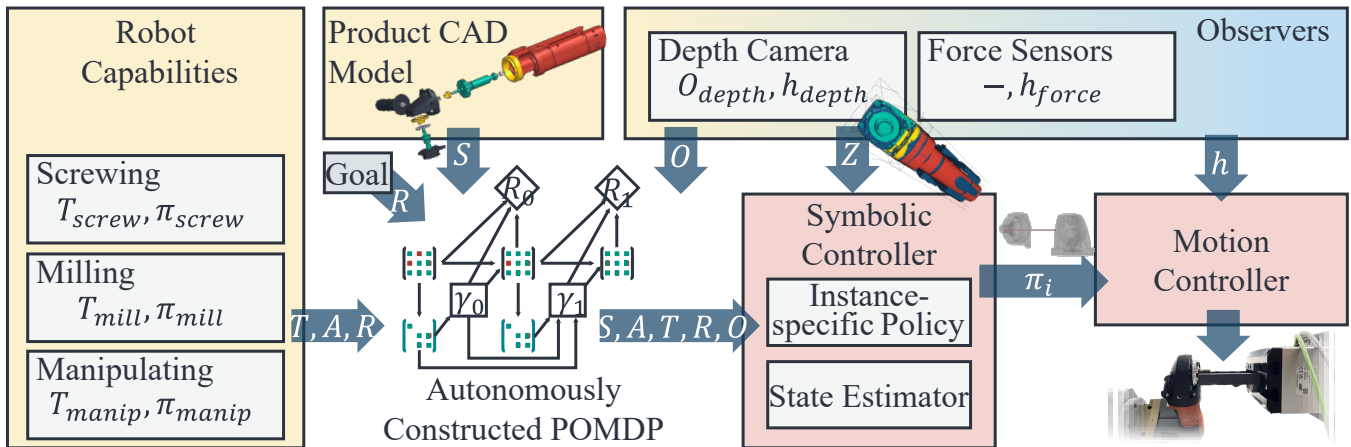 Robot
Capabilities
Screwing
T_screw, π_screw
Milling
T_mill, π_mill
Manipulating
T_manip, π_manip
T, A, R
Product CAD
Model
S
Goal
R
R_0
R_1
γ_0
γ_1
Autonomously
Constructed POMDP
S, A, T, R, O
Observers
Depth Camera
O_depth, h_depth
Force Sensors
−, h_force
O
Z
h
Symbolic
Controller
Instance-
specific Policy
State Estimator
π_i
Motion
Controller